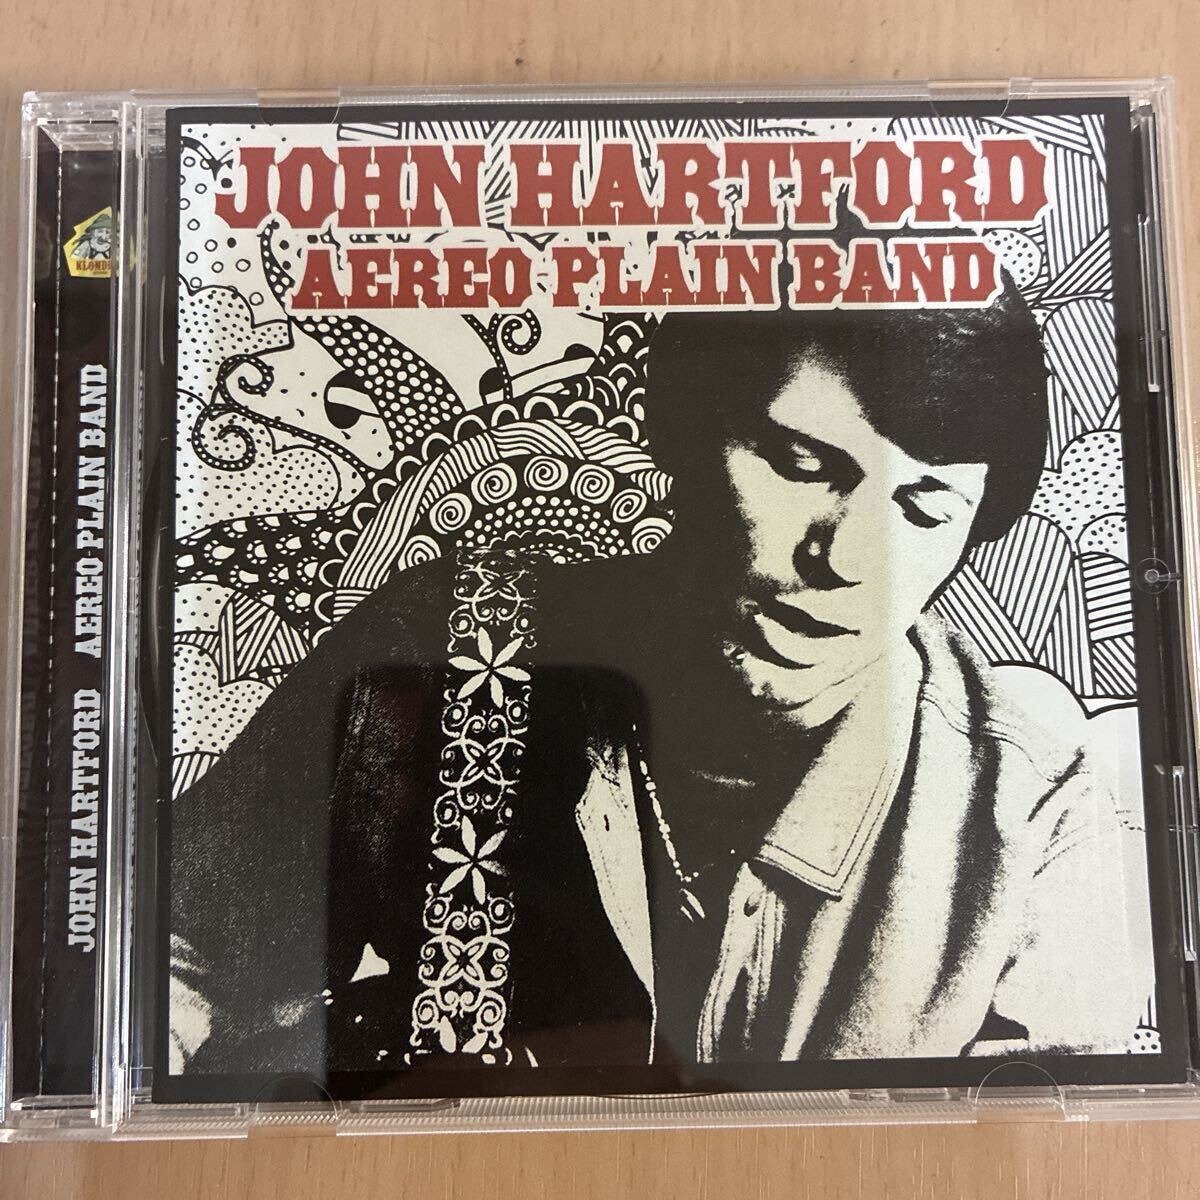 JOHN HARTFORD
AEREO-PLAIN BAND
JOHN HARTFORD AEREO PLAIN BAND